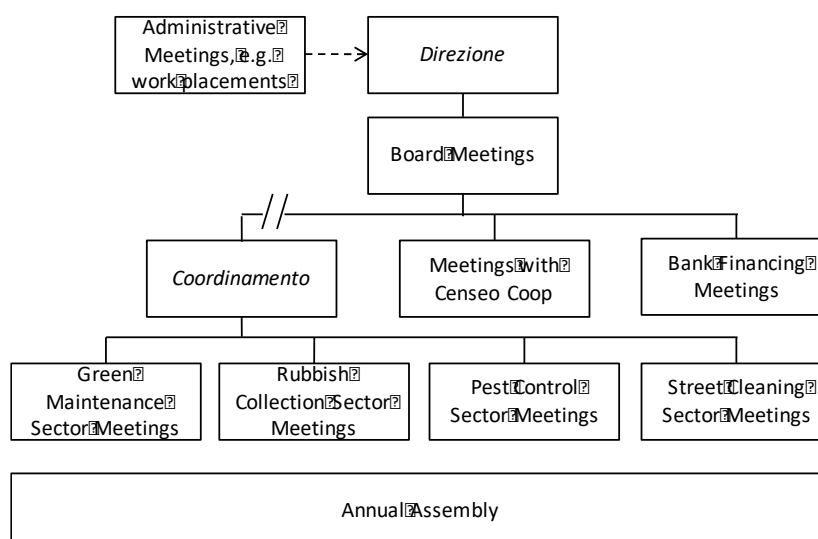 Administrative
Meetings, e.g.
work placements
Direzione
Board Meetings
Coordinamento
Meetings with
Censeo Coop
Bank Financing
Meetings
Green
Maintenance
Sector Meetings
Rubbish
Collection Sector
Meetings
Pest Control
Sector Meetings
Street Cleaning
Sector Meetings
Annual Assembly